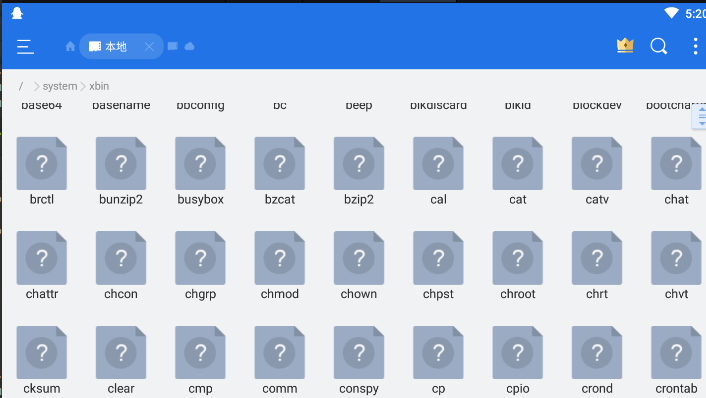 5:20
本地
/ system xbin
base64 basename bbconfig bc beep blkdiscard blkid blockdev
brctl bunzip2 busybox bzcat bzip2 cal cat catv chat
chattr chcon chgrp chmod chown chpst chroot chrt chvt
cksum clear cmp comm conspy cp cpio crond crontab